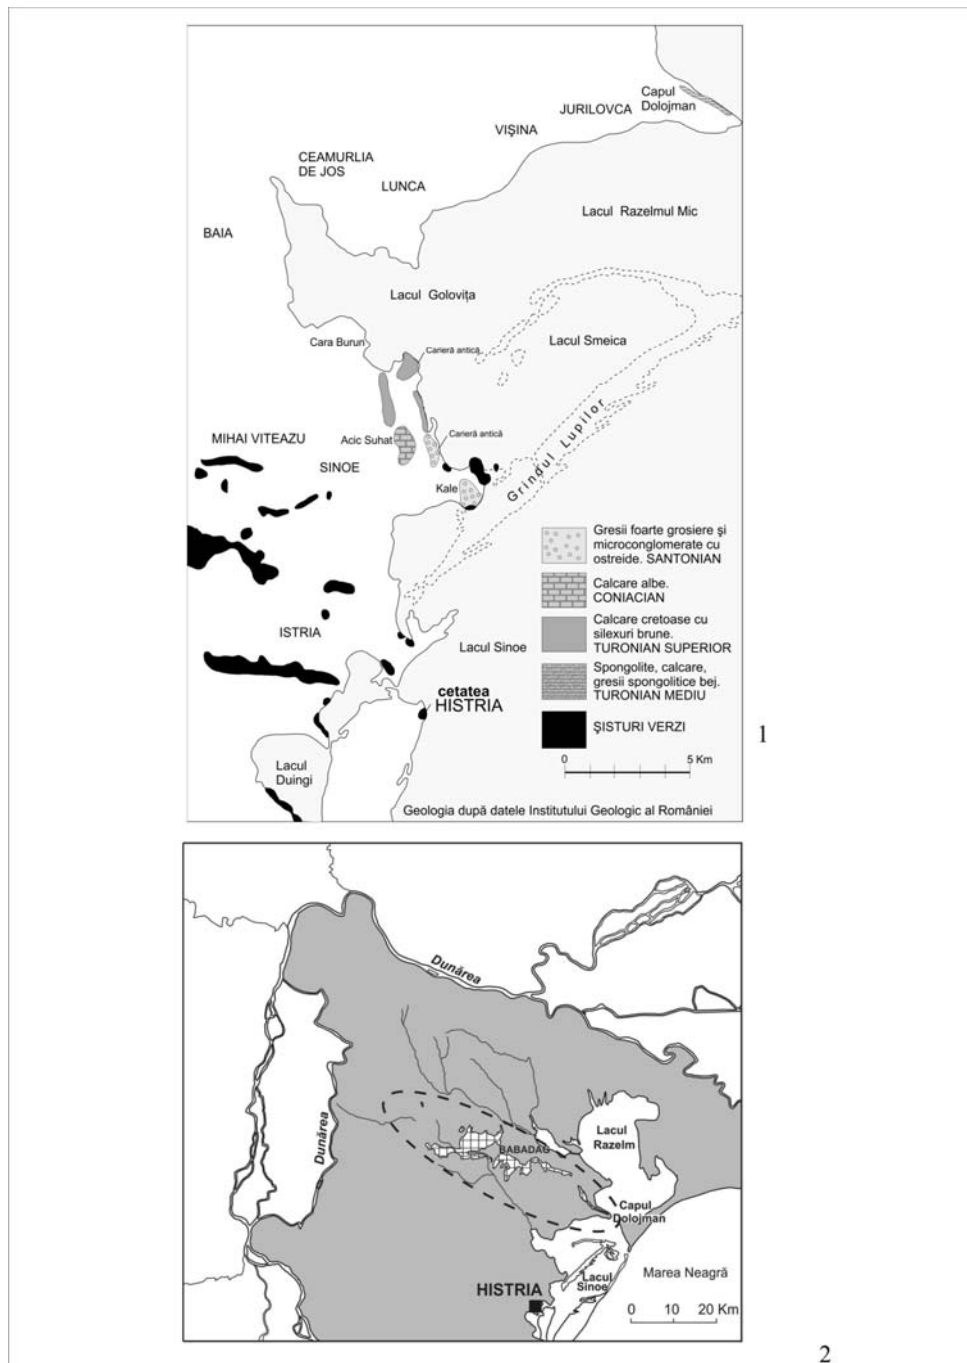 Capul
Dolojman
JURILOVCA
VIŞINA
CEAMURLIA
DE JOS
LUNCA
Lacul Razelmul Mic
BAIA
Lacul Goloviţa
Cara Burun
Carieră antică
Lacul Smeica
Grindul Lupilor
MIHAI VITEAZU
Acic Suhat
Carieră antică
SINOE
Kale
Gresii foarte grosiere şi
microconglomerate cu
ostreide. SANTONIAN
Calcare albe.
CONIACIAN
Calcare cretoase cu
silexuri brune.
TURONIAN SUPERIOR
Spongolite, calcare,
gresii spongolitice bej.
TURONIAN MEDIU
ŞISTURI VERZI
ISTRIA
Lacul Sinoe
cetatea
HISTRIA
Lacul
Duingi
0 5 Km
Geologia după datele Institutului Geologic al României
1
Dunărea
Dunărea
BABADAG
Lacul
Razelm
Capul
Dolojman
Lacul
Sinoe
Marea Neagră
HISTRIA
0 10 20 Km
2